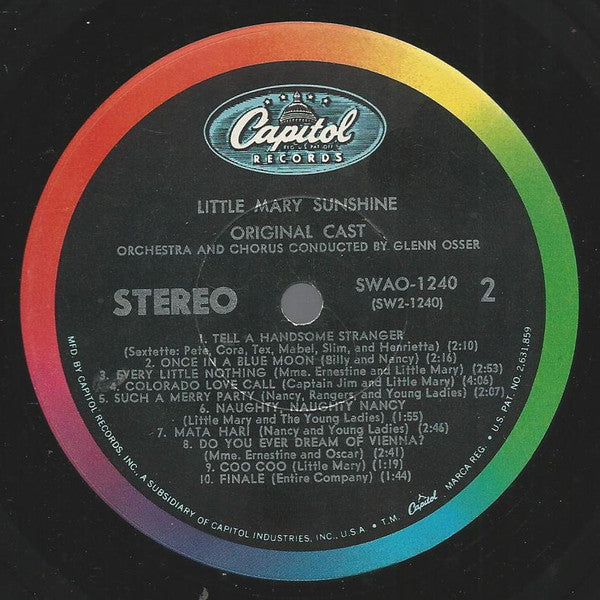 Capitol
REG. U.S. PAT. OFF.
RECORDS
LITTLE MARY SUNSHINE
ORIGINAL CAST
ORCHESTRA AND CHORUS CONDUCTED BY GLENN OSSER
STEREO
SWAO-1240
(SW2-1240)
2
1. TELL A HANDSOME STRANGER
(Sextette: Pete, Cora, Tex, Mabel, Slim, and Henrietta) (2:10)
2. ONCE IN A BLUE MOON (Billy and Nancy) (2:16)
3. EVERY LITTLE NOTHING (Mme. Ernestine and Little Mary) (2:53)
4. COLORADO LOVE CALL (Captain Jim and Little Mary) (4:06)
5. SUCH A MERRY PARTY (Nancy, Rangers and Young Ladies) (2:07)
6. NAUGHTY, NAUGHTY NANCY
(Little Mary and The Young Ladies) (1:55)
7. MATA HARI (Nancy and Young Ladies) (2:46)
8. DO YOU EVER DREAM OF VIENNA?
(Mme. Ernestine and Oscar) (2:41)
9. COO COO (Little Mary) (1:19)
10. FINALE (Entire Company) (1:44)
MFD. BY CAPITOL RECORDS, INC., A SUBSIDIARY OF CAPITOL INDUSTRIES, INC., U.S.A. • T.M. Capitol MARCA REG. • U.S. PAT. NO. 2,631,859